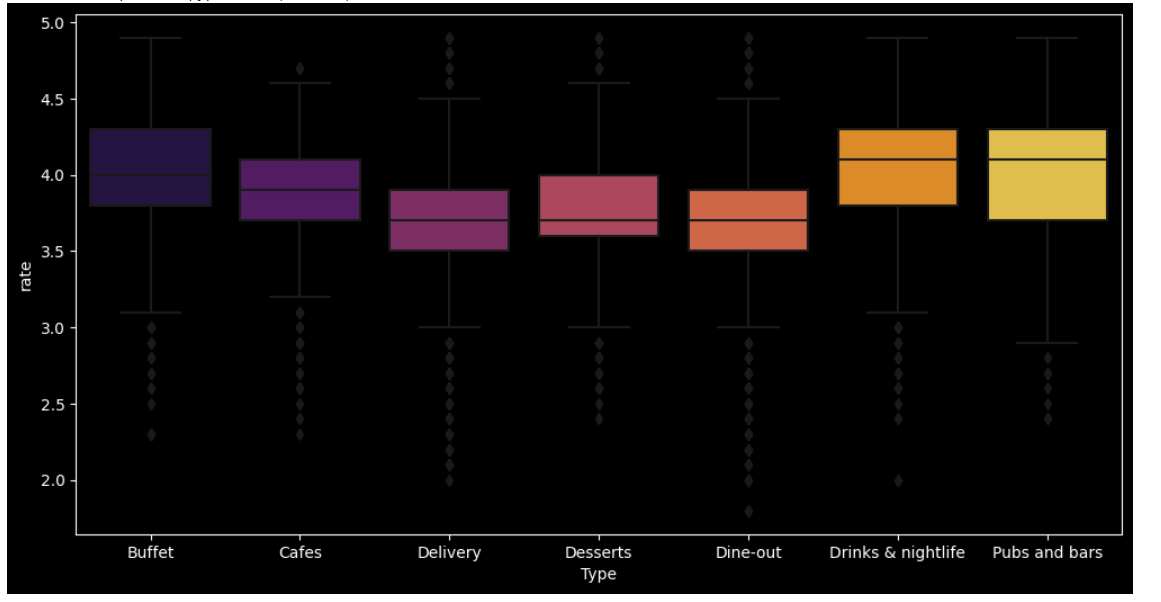 5.0
4.5
4.0
3.5
3.0
2.5
2.0
rate
Buffet Cafes Delivery Desserts Dine-out Drinks & nightlife Pubs and bars
Type